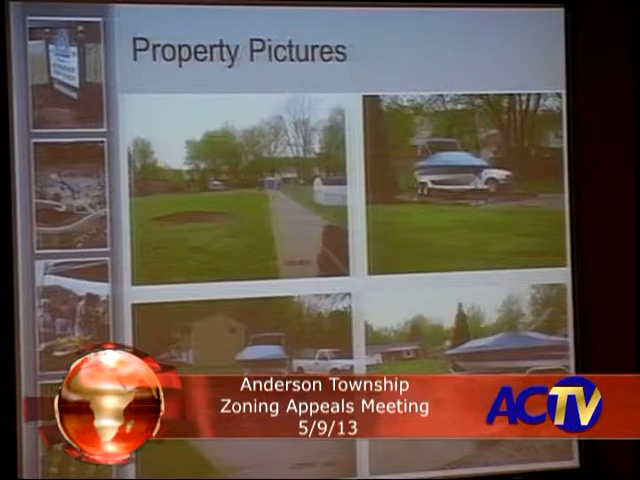 Property Pictures
Anderson Township
Zoning Appeals Meeting
5/9/13
ACTV